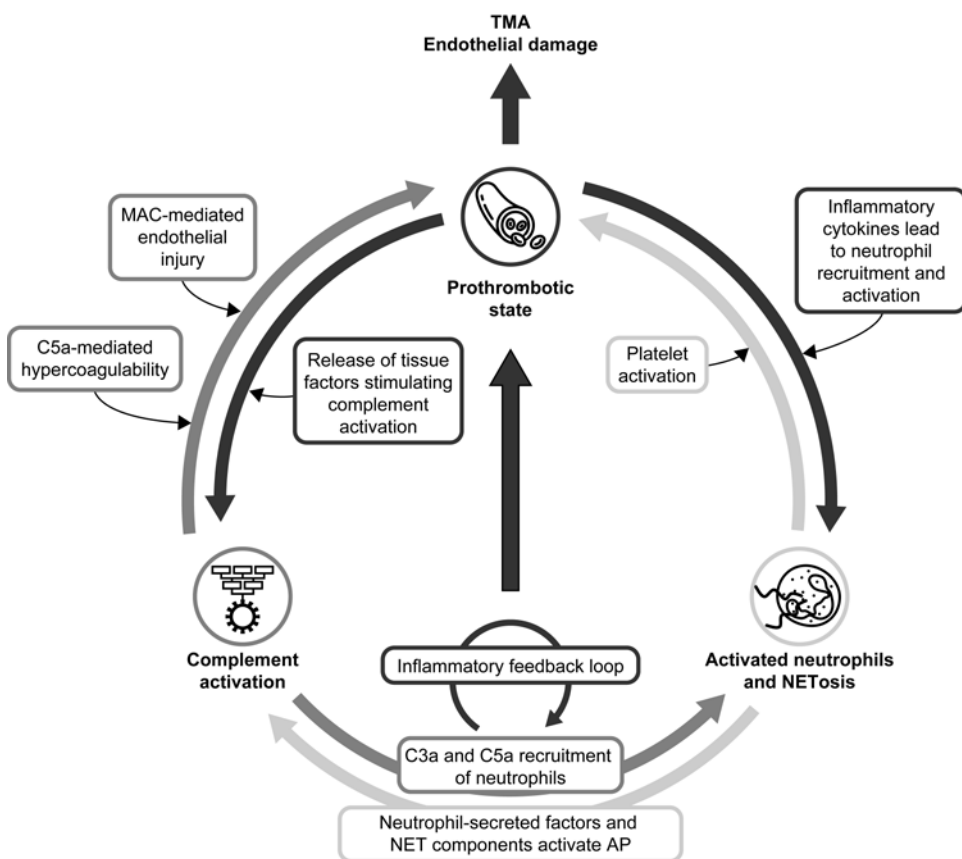 TMA
Endothelial damage
MAC-mediated
endothelial
injury
Inflammatory
cytokines lead
to neutrophil
recruitment and
activation
Prothrombotic
state
C5a-mediated
hypercoagulability
Release of tissue
factors stimulating
complement
activation
Platelet
activation
Complement
activation
Inflammatory feedback loop
Activated neutrophils
and NETosis
C3a and C5a recruitment
of neutrophils
Neutrophil-secreted factors and
NET components activate AP